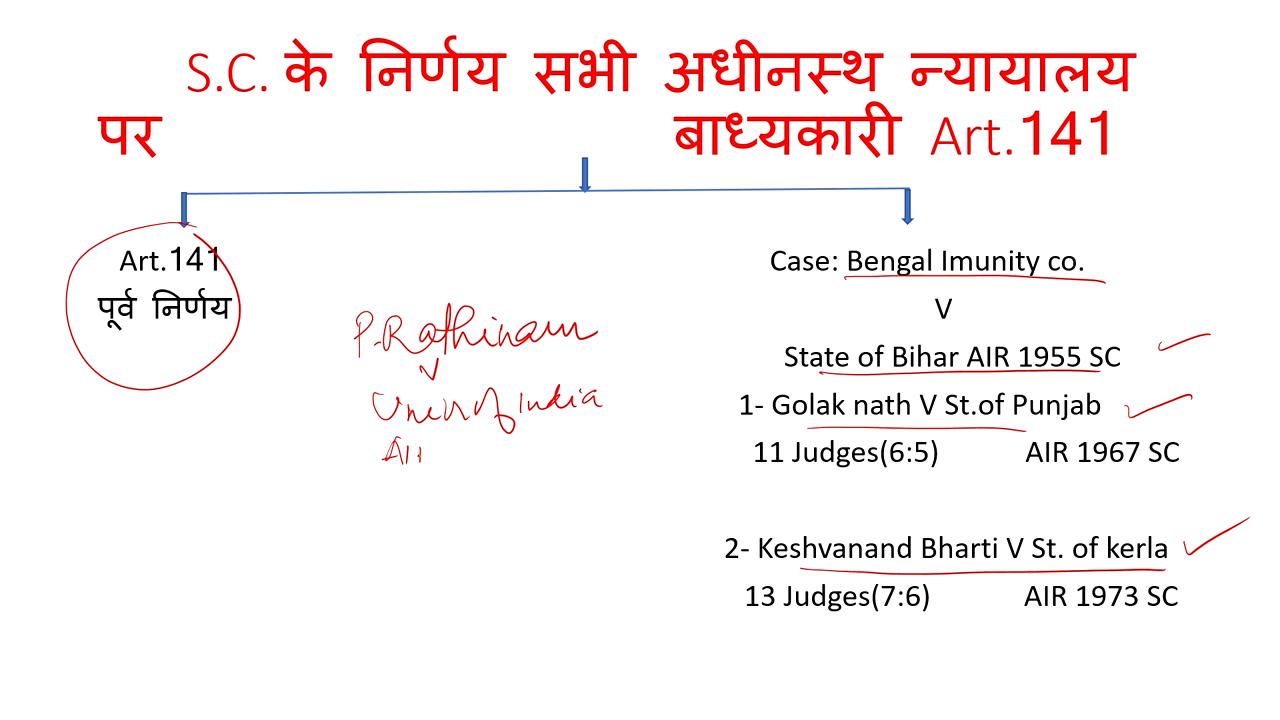 S.C. के निर्णय सभी अधीनस्थ न्यायालय
पर बाध्यकारी Art.141
Art.141
पूर्व निर्णय
P.Rathinam
V
Union of India
AI
Case: Bengal Imunity co.
V
State of Bihar AIR 1955 SC
1- Golak nath V St.of Punjab
11 Judges(6:5) AIR 1967 SC
2- Keshvanand Bharti V St. of kerla
13 Judges(7:6) AIR 1973 SC